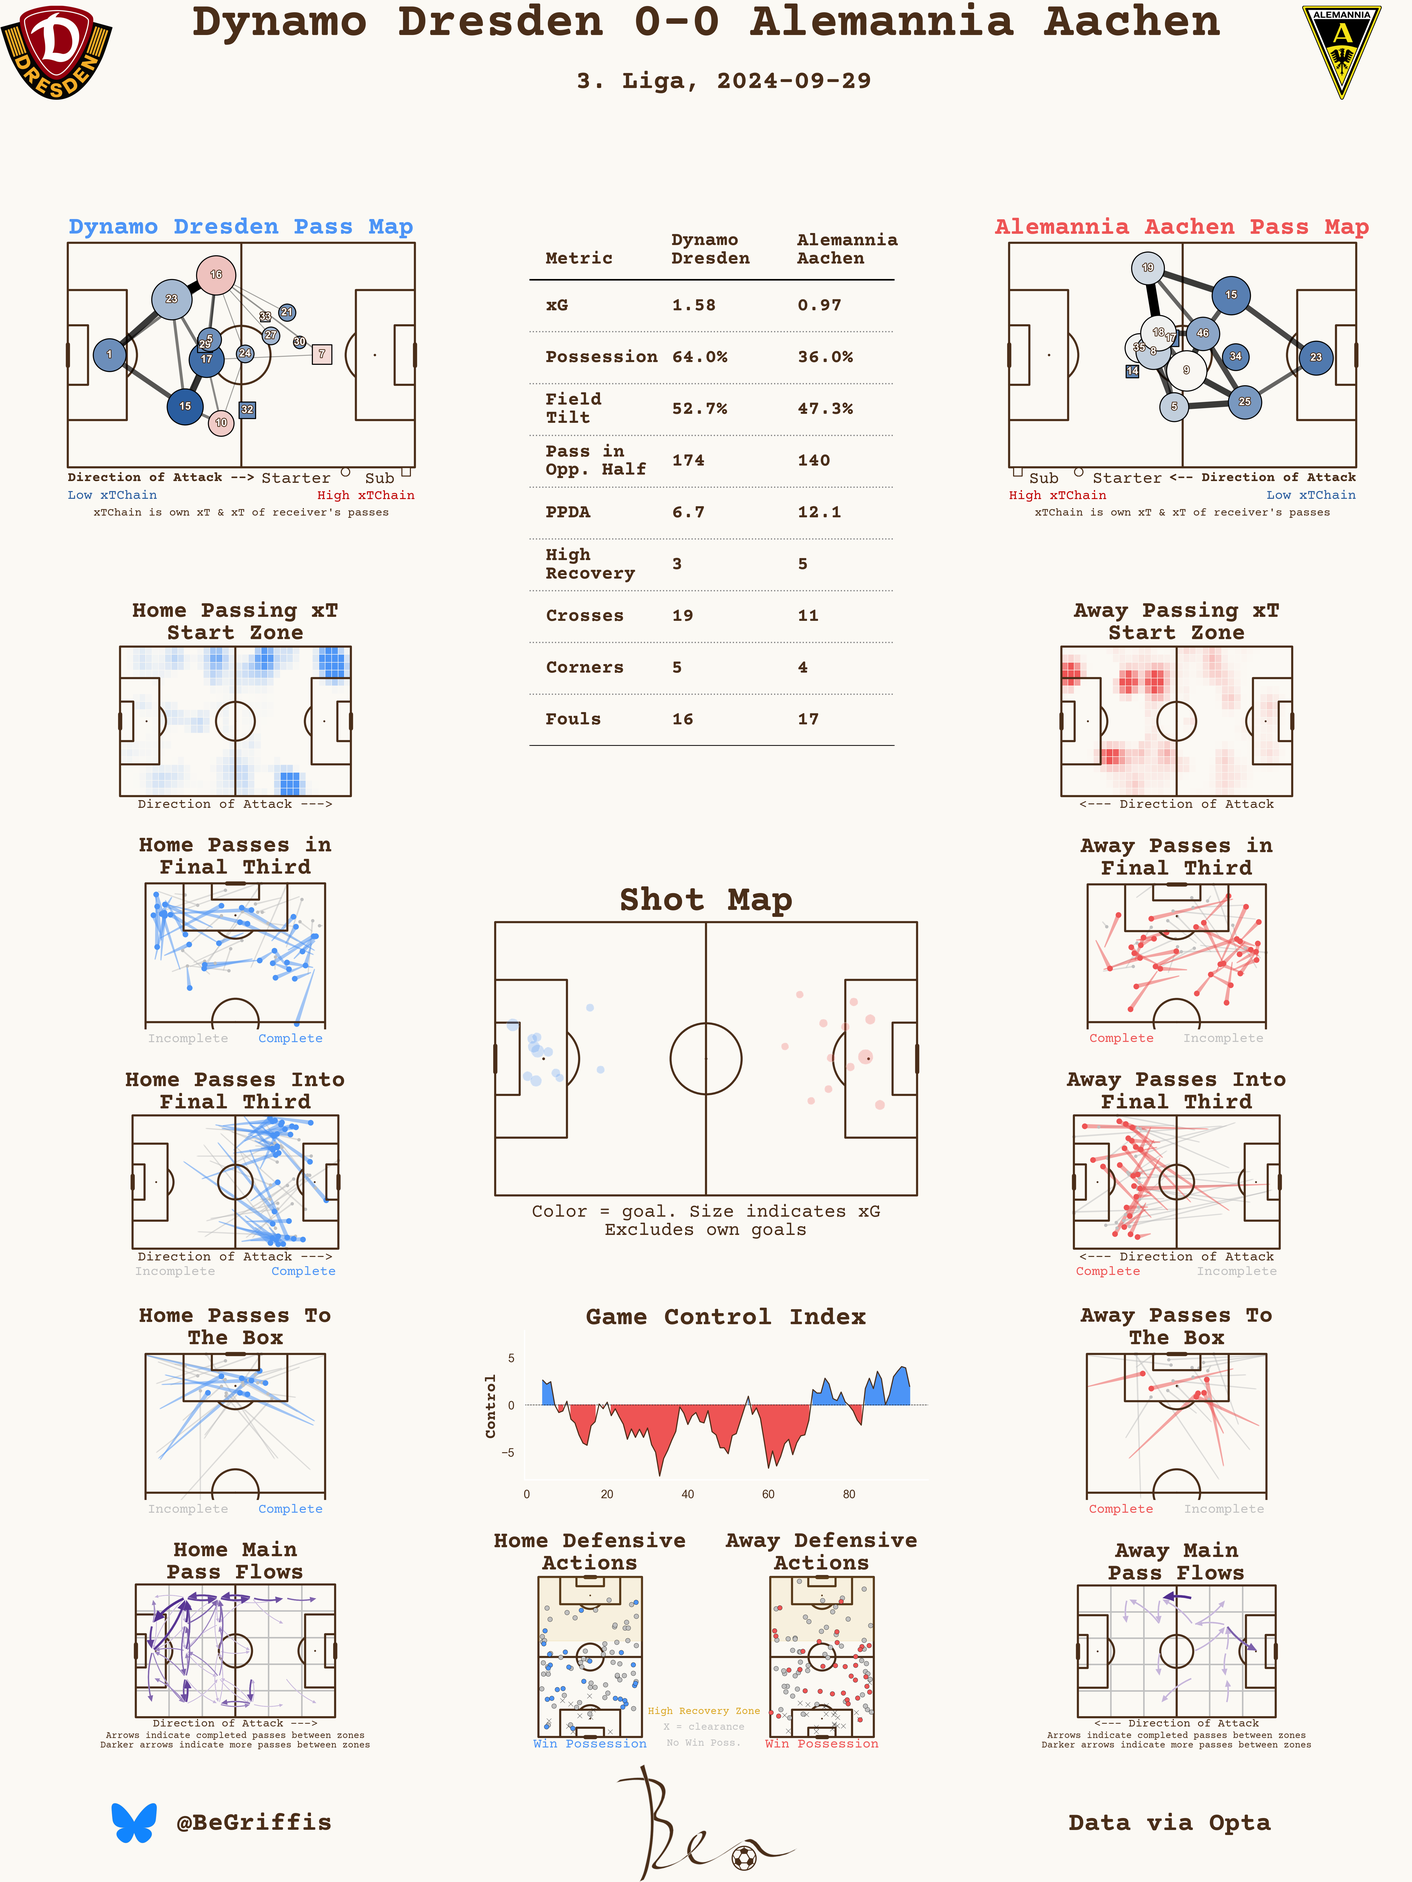 Dynamo Dresden 0-0 Alemannia Aachen
3. Liga, 2024-09-29
D
DRESDEN
ALEMANNIA
A
Dynamo Dresden Pass Map
16
23
21
33
27
5
29
30
1
17
24
7
15
32
10
Direction of Attack --> Starter Sub
Low xTChain High xTChain
xTChain is own xT & xT of receiver's passes
Metric Dynamo Dresden Alemannia Aachen
xG 1.58 0.97
Possession 64.0% 36.0%
Field Tilt 52.7% 47.3%
Pass in Opp. Half 174 140
PPDA 6.7 12.1
High Recovery 3 5
Crosses 19 11
Corners 5 4
Fouls 16 17
Alemannia Aachen Pass Map
19
15
18
17
46
35
8
34
23
14
9
5
25
Sub Starter <-- Direction of Attack
High xTChain Low xTChain
xTChain is own xT & xT of receiver's passes
Home Passing xT
Start Zone
Direction of Attack --->
Away Passing xT
Start Zone
<--- Direction of Attack
Home Passes in
Final Third
Incomplete Complete
Away Passes in
Final Third
Complete Incomplete
Shot Map
Color = goal. Size indicates xG
Excludes own goals
Home Passes Into
Final Third
Direction of Attack --->
Incomplete Complete
Away Passes Into
Final Third
<--- Direction of Attack
Complete Incomplete
Home Passes To
The Box
Incomplete Complete
Game Control Index
Control
5
0
−5
0 20 40 60 80
Away Passes To
The Box
Complete Incomplete
Home Main
Pass Flows
Direction of Attack --->
Arrows indicate completed passes between zones
Darker arrows indicate more passes between zones
Home Defensive
Actions
Win Possession
High Recovery Zone
X = clearance
No Win Poss.
Away Defensive
Actions
Win Possession
Away Main
Pass Flows
<--- Direction of Attack
Arrows indicate completed passes between zones
Darker arrows indicate more passes between zones
@BeGriffis
Ben
Data via Opta